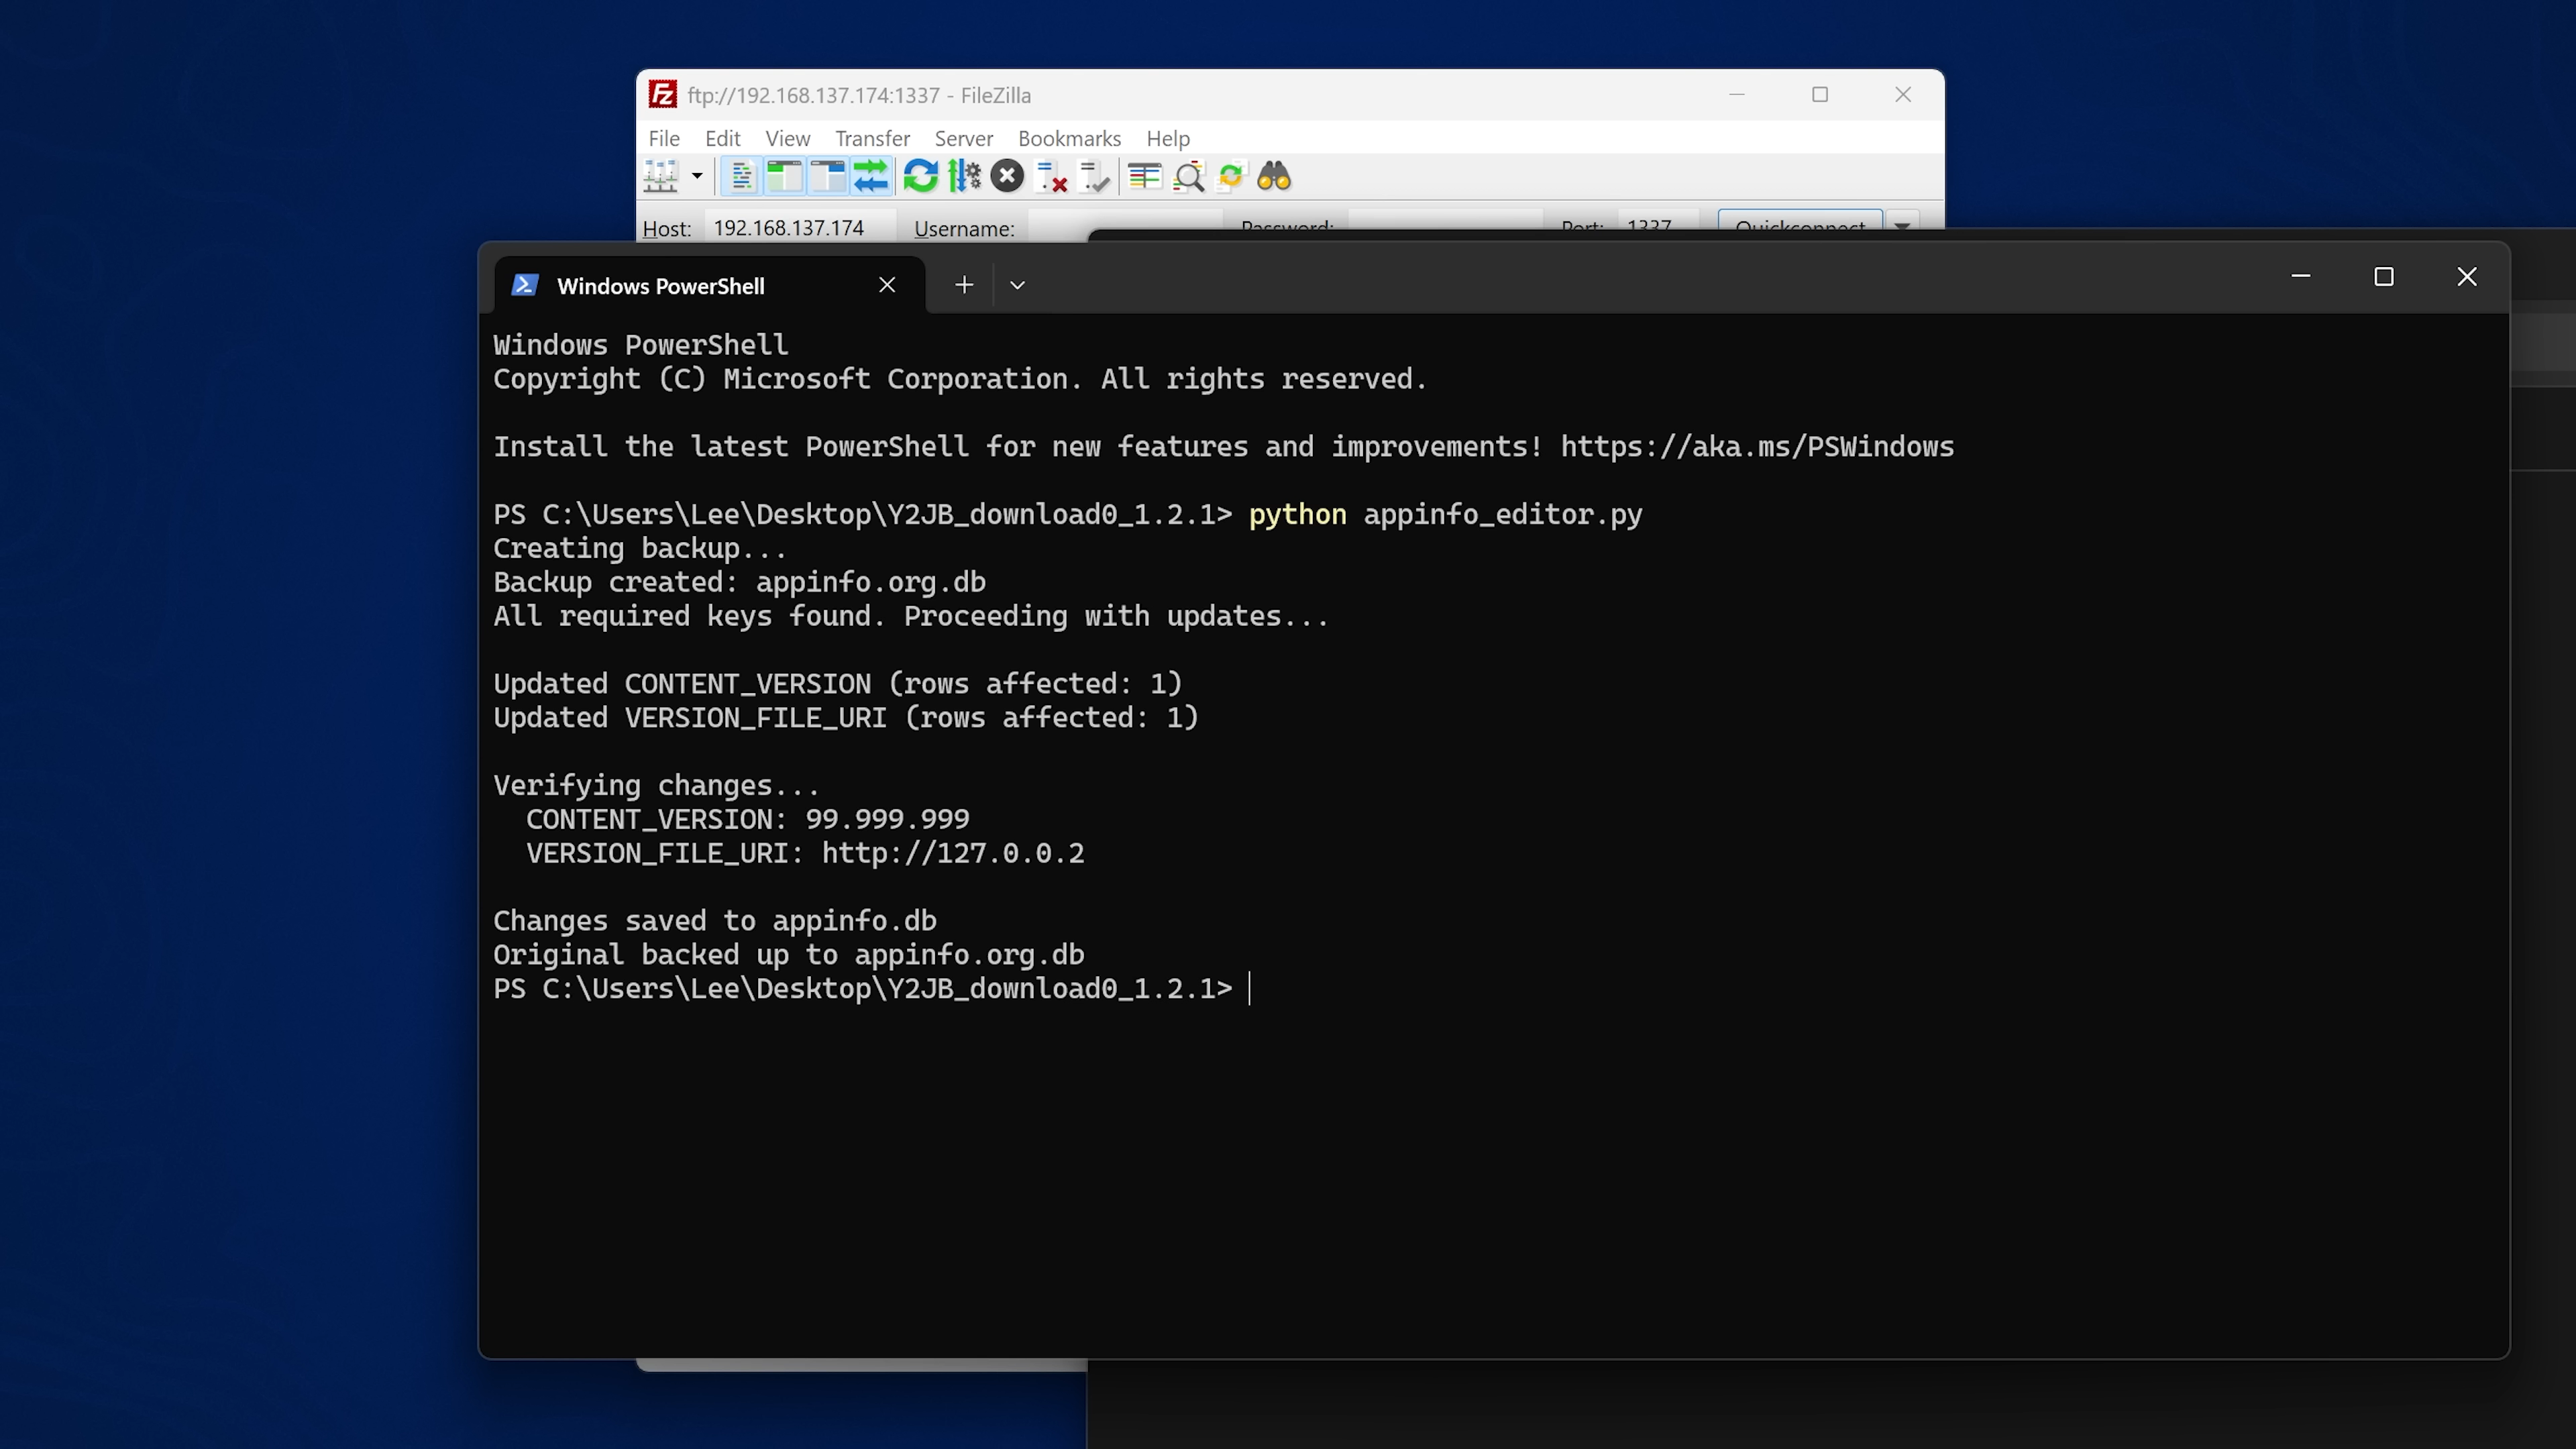 ftp://192.168.137.174:1337 - FileZilla
File Edit View Transfer Server Bookmarks Help
Host: 192.168.137.174 Username: Password: Port: 1337 Quickconnect
Windows PowerShell
Windows PowerShell
Copyright (C) Microsoft Corporation. All rights reserved.
Install the latest PowerShell for new features and improvements! https://aka.ms/PSWindows
PS C:\Users\Lee\Desktop\Y2JB_download0_1.2.1> python appinfo_editor.py
Creating backup...
Backup created: appinfo.org.db
All required keys found. Proceeding with updates...
Updated CONTENT_VERSION (rows affected: 1)
Updated VERSION_FILE_URI (rows affected: 1)
Verifying changes...
CONTENT_VERSION: 99.999.999
VERSION_FILE_URI: http://127.0.0.2
Changes saved to appinfo.db
Original backed up to appinfo.org.db
PS C:\Users\Lee\Desktop\Y2JB_download0_1.2.1>